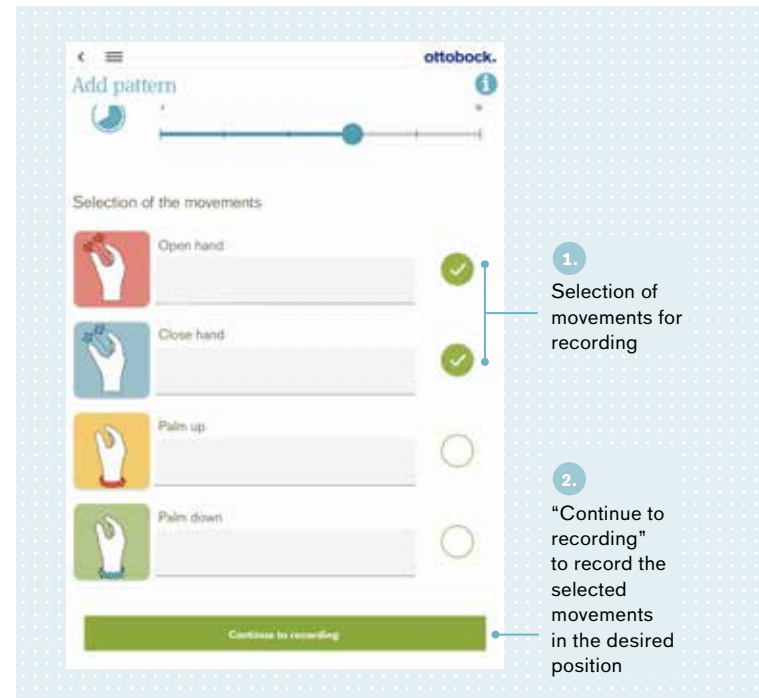 ottobock.
Add pattern
Selection of the movements
Open hand
Close hand
Palm up
Palm down
Continue to recording
1.
Selection of
movements for
recording
2.
“Continue to
recording”
to record the
selected
movements
in the desired
position